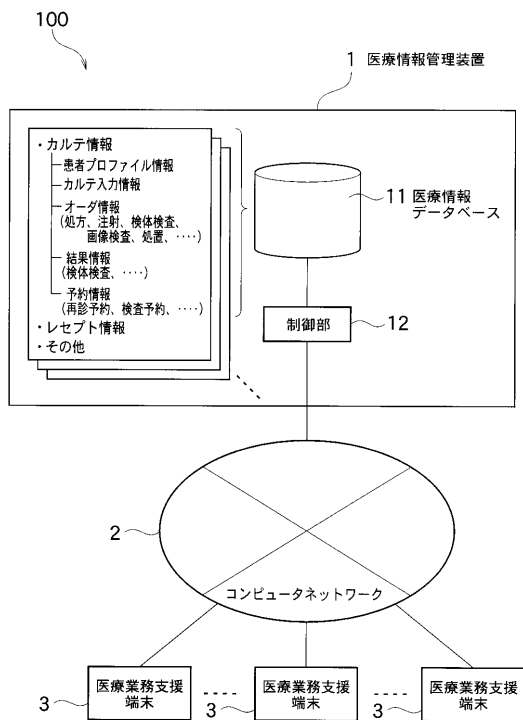 100
1 医療情報管理装置
・カルテ情報
患者プロファイル情報
カルテ入力情報
オーダ情報
(処方、注射、検体検査、
画像検査、処置、････)
結果情報
(検体検査、････)
予約情報
(再診予約、検査予約、････)
・レセプト情報
・その他
11 医療情報
データベース
制御部
12
2
コンピュータネットワーク
医療業務支援
端末
3
医療業務支援
端末
3
医療業務支援
端末
3